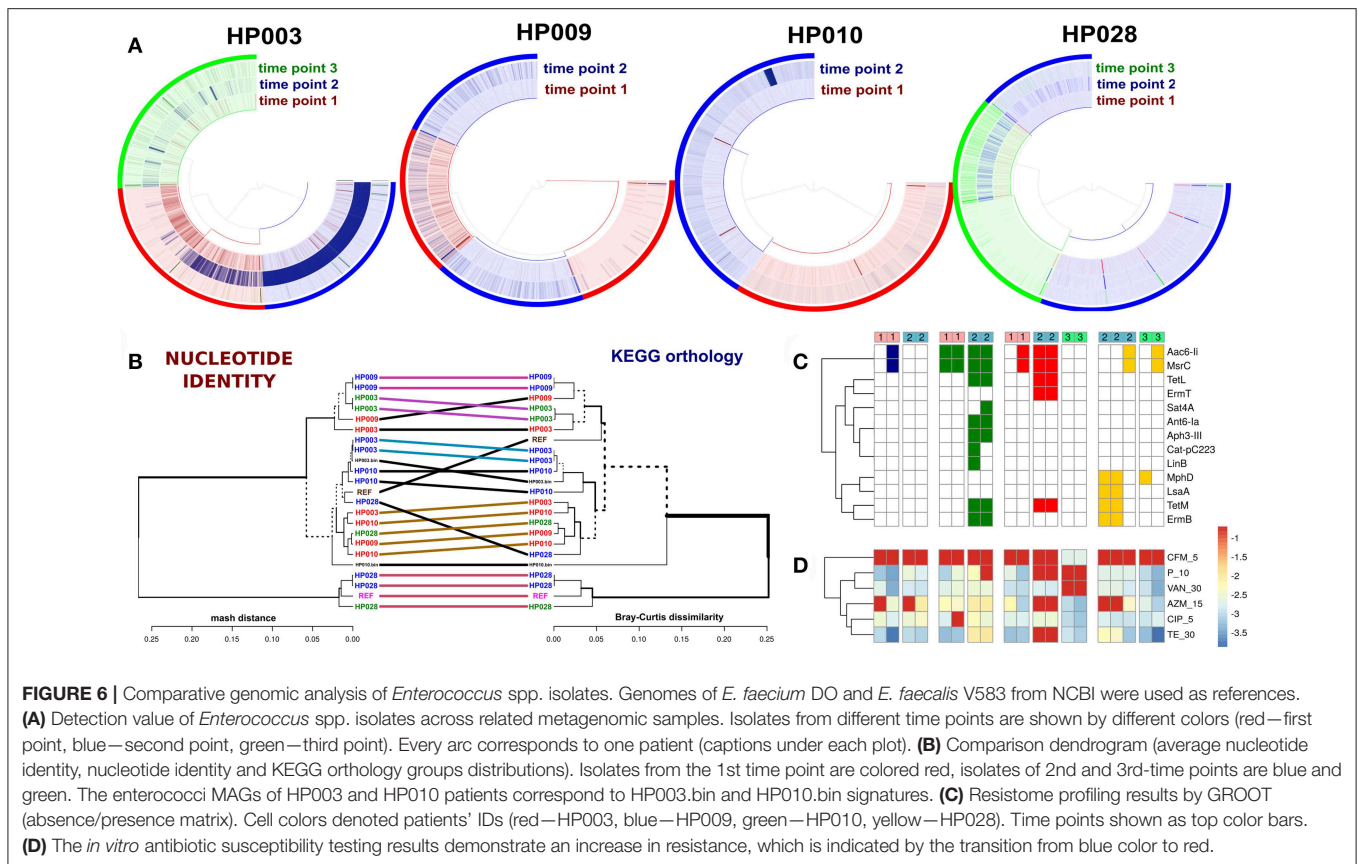 A
HP003
HP009
HP010
HP028
time point 3
time point 2
time point 1
time point 2
time point 1
time point 2
time point 1
time point 3
time point 2
time point 1
B
NUCLEOTIDE
IDENTITY
KEGG orthology
HP009 HP009
HP009 HP009
HP003 HP009
HP003 HP003
HP009 HP003
HP003 HP003
HP003 REF
HP003 HP003
HP003.bin HP003
HP010 HP010
HP010 HP003.bin
REF HP010
HP028 HP003
HP003 HP010
HP010 HP028
HP028 HP009
HP009 HP010
HP010 HP028
HP010.bin HP010.bin
HP028 HP028
HP028 HP028
REF REF
HP028 HP028
mash distance
Bray-Curtis dissimilarity
0.25 0.20 0.15 0.10 0.05 0.00
0.00 0.05 0.10 0.15 0.20 0.25
C
1 1 2 2 1 1 2 2 1 1 2 2 3 3 2 2 2 3 3
Aac6-Ii
MsrC
TetL
ErmT
Sat4A
Ant6-Ia
Aph3-III
Cat-pC223
LinB
MphD
LsaA
TetM
ErmB
D
CFM_5
P_10
VAN_30
AZM_15
CIP_5
TE_30
-1
-1.5
-2
-2.5
-3
-3.5
FIGURE 6 | Comparative genomic analysis of Enterococcus spp. isolates. Genomes of E. faecium DO and E. faecalis V583 from NCBI were used as references.
(A) Detection value of Enterococcus spp. isolates across related metagenomic samples. Isolates from different time points are shown by different colors (red—first
point, blue—second point, green—third point). Every arc corresponds to one patient (captions under each plot). (B) Comparison dendrogram (average nucleotide
identity, nucleotide identity and KEGG orthology groups distributions). Isolates from the 1st time point are colored red, isolates of 2nd and 3rd-time points are blue and
green. The enterococci MAGs of HP003 and HP010 patients correspond to HP003.bin and HP010.bin signatures. (C) Resistome profiling results by GROOT
(absence/presence matrix). Cell colors denoted patients' IDs (red—HP003, blue—HP009, green—HP010, yellow—HP028). Time points shown as top color bars.
(D) The in vitro antibiotic susceptibility testing results demonstrate an increase in resistance, which is indicated by the transition from blue color to red.